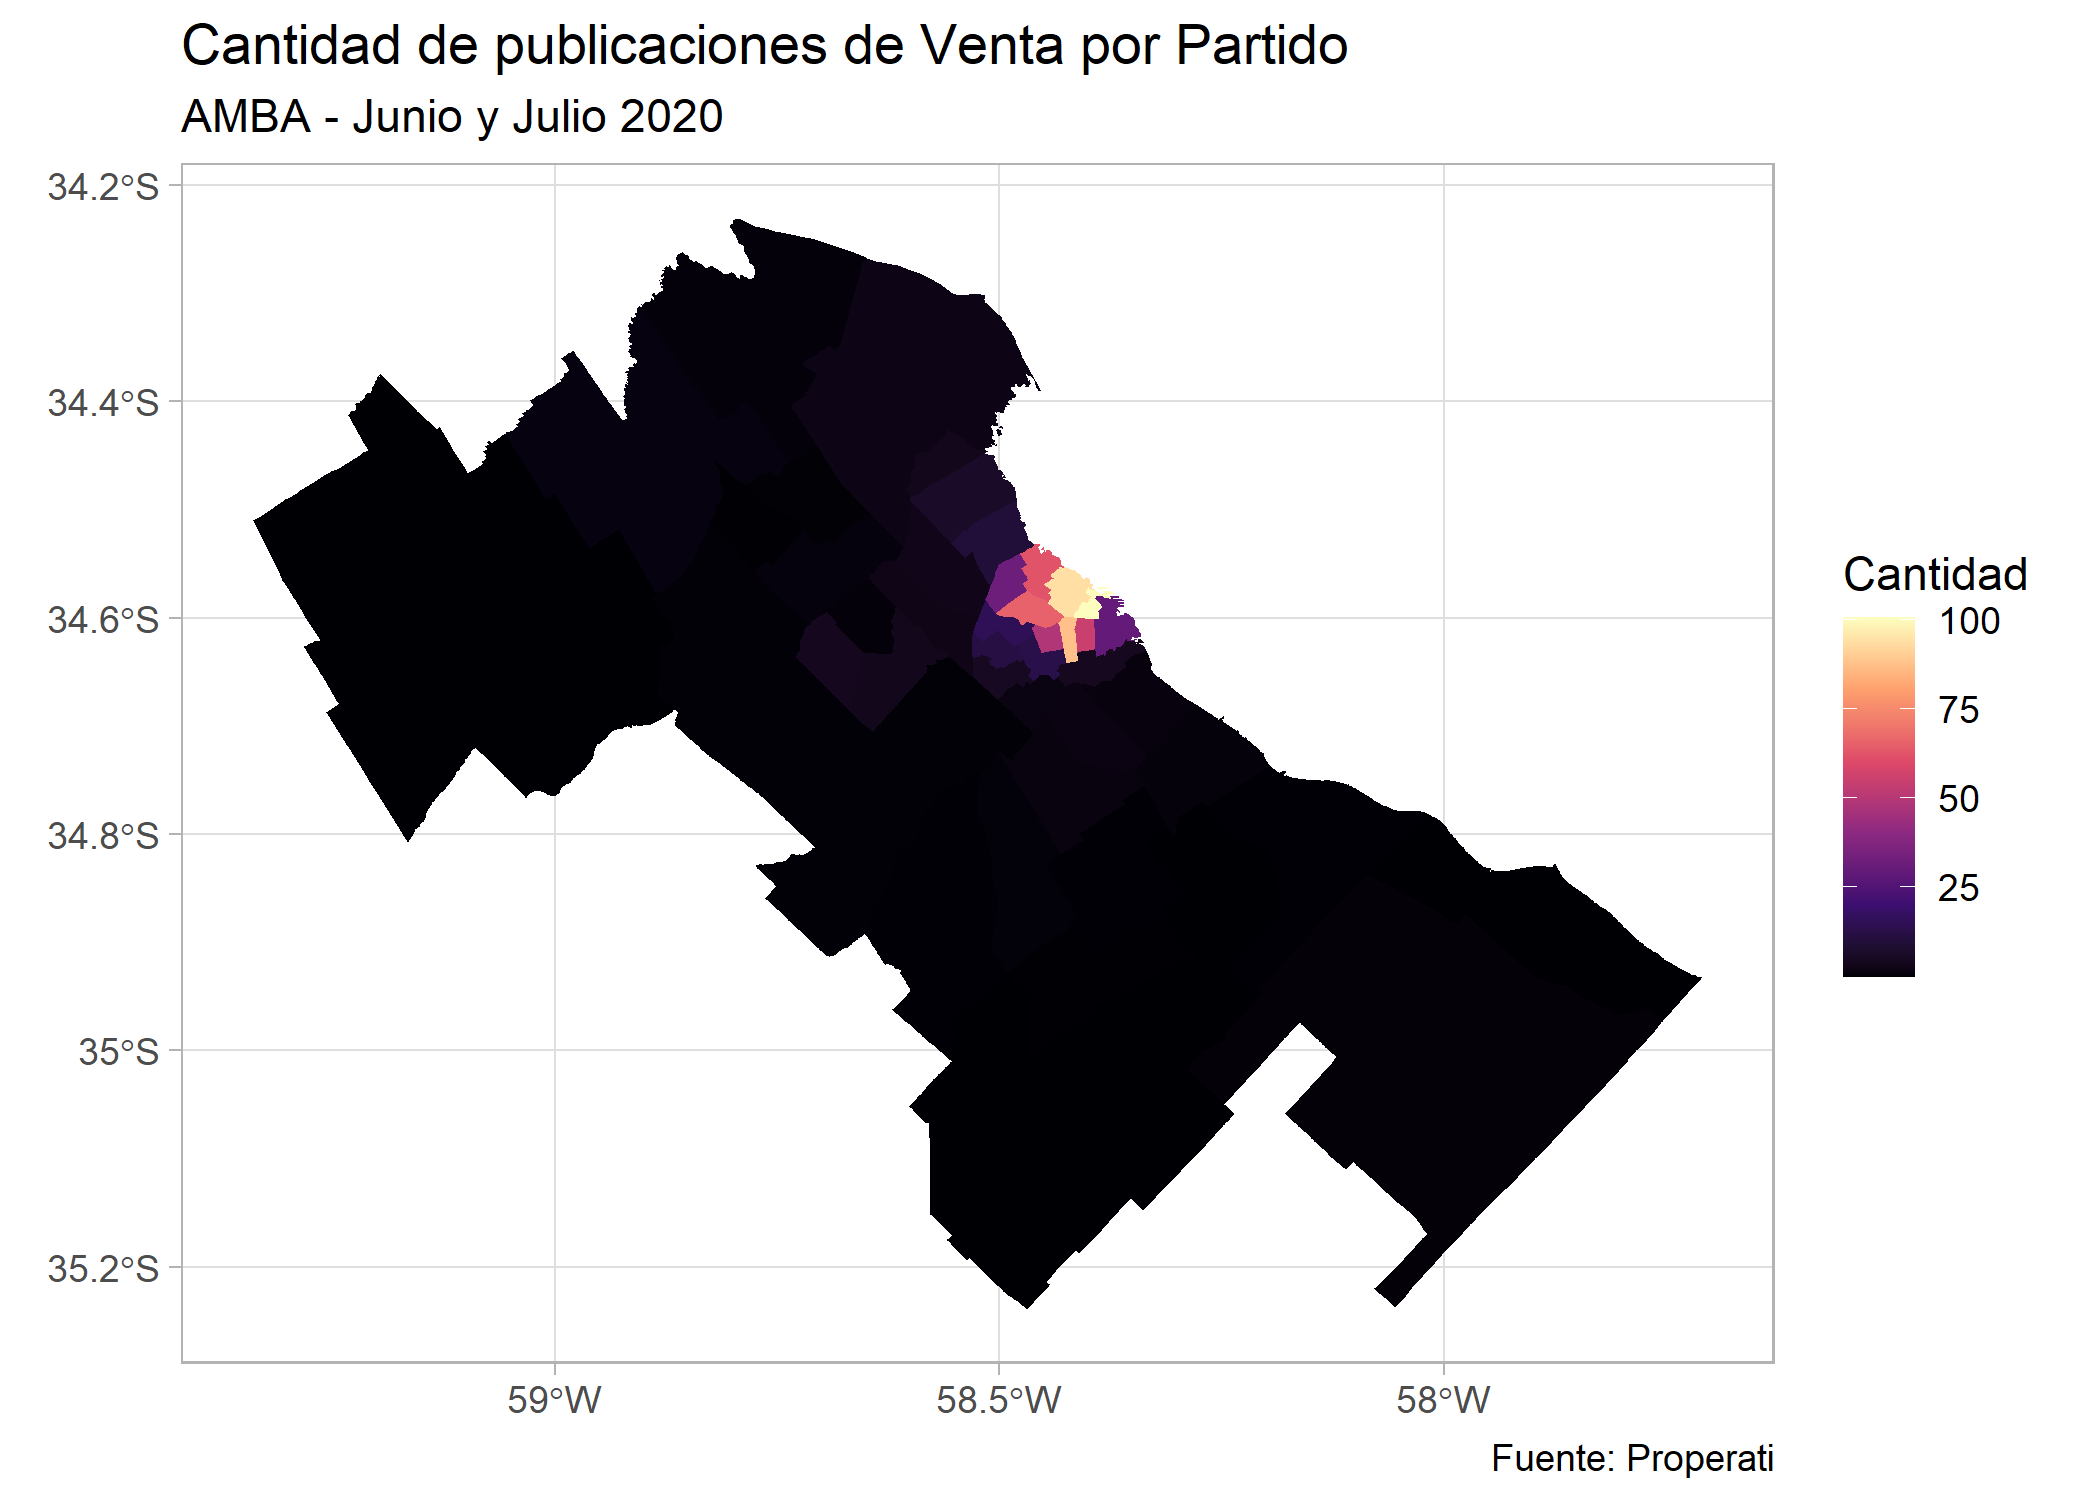 Cantidad de publicaciones de Venta por Partido
AMBA - Junio y Julio 2020
34.2°S
34.4°S
34.6°S
34.8°S
35°S
35.2°S
59°W
58.5°W
58°W
Cantidad
100
75
50
25
Fuente: Properati